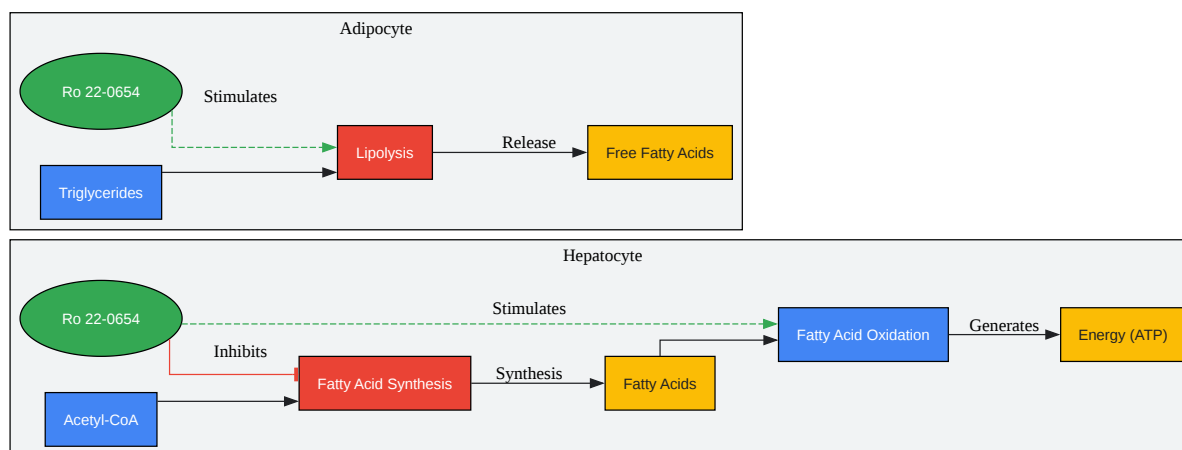 Adipocyte
Ro 22-0654
Stimulates
Lipolysis
Release
Free Fatty Acids
Triglycerides
Hepatocyte
Ro 22-0654
Stimulates
Fatty Acid Oxidation
Generates
Energy (ATP)
Inhibits
Fatty Acid Synthesis
Synthesis
Fatty Acids
Acetyl-CoA